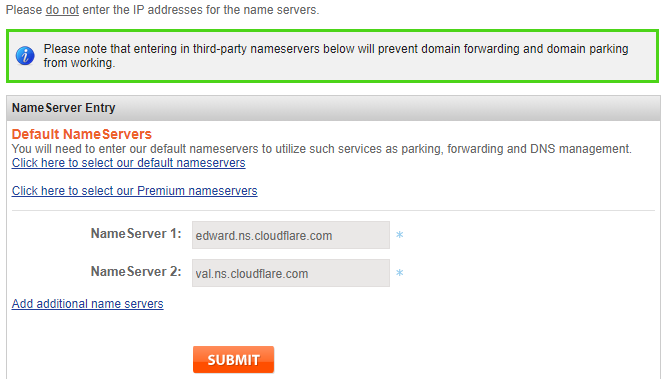 Please do not enter the IP addresses for the name servers.
Please note that entering in third-party nameservers below will prevent domain forwarding and domain parking
from working.
NameServer Entry
Default NameServers
You will need to enter our default nameservers to utilize such services as parking, forwarding and DNS management.
Click here to select our default nameservers
Click here to select our Premium nameservers
NameServer 1: edward.ns.cloudflare.com *
NameServer 2: val.ns.cloudflare.com *
Add additional name servers
SUBMIT